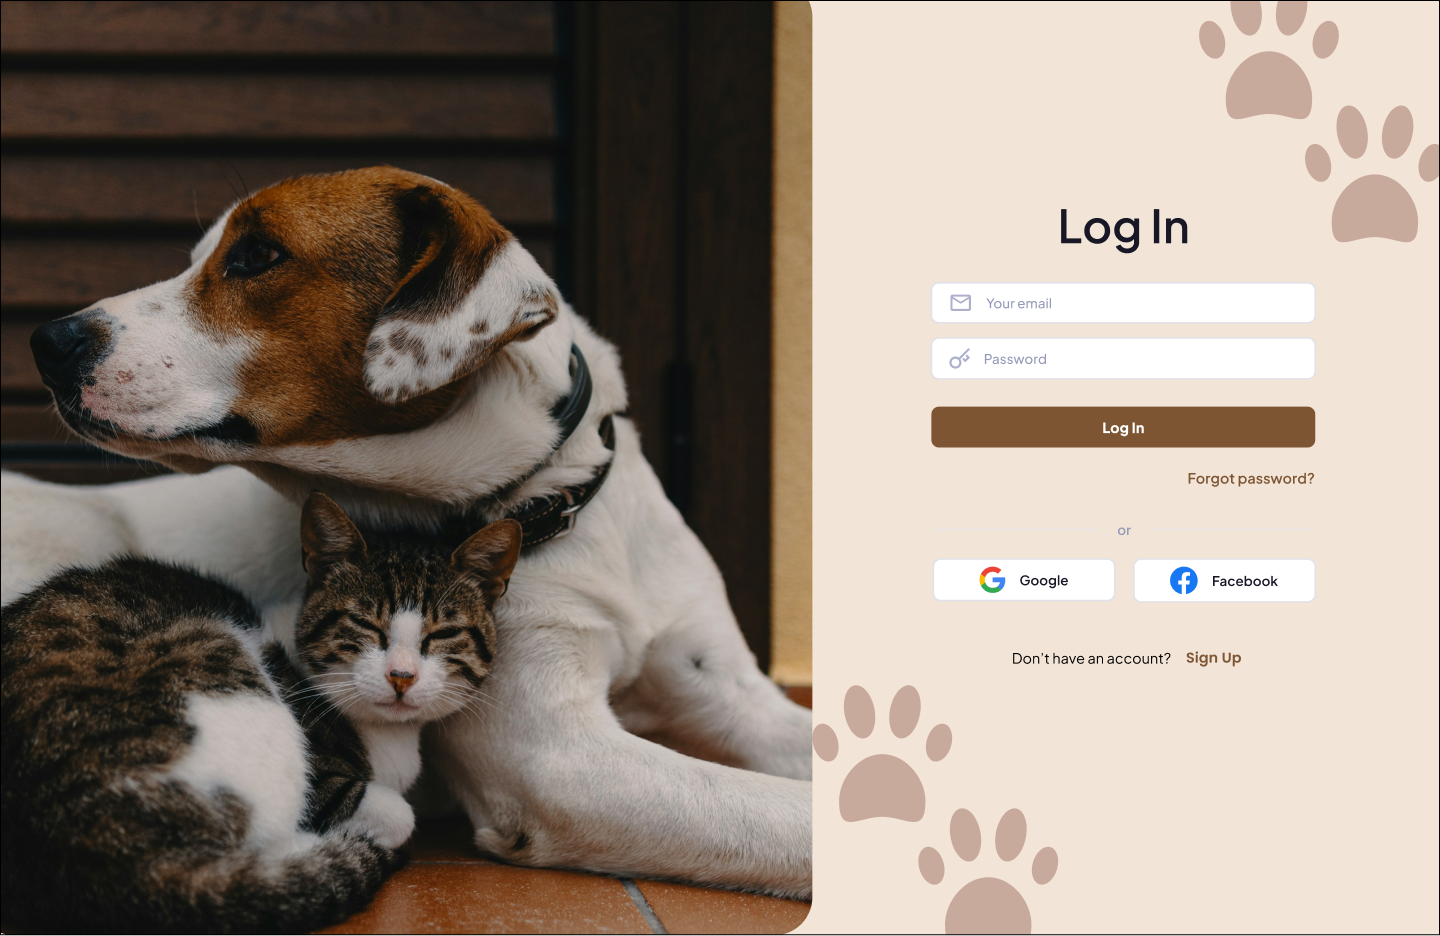 Log In
Your email
Password
Log In
Forgot password?
or
Google
Facebook
Don't have an account? Sign Up